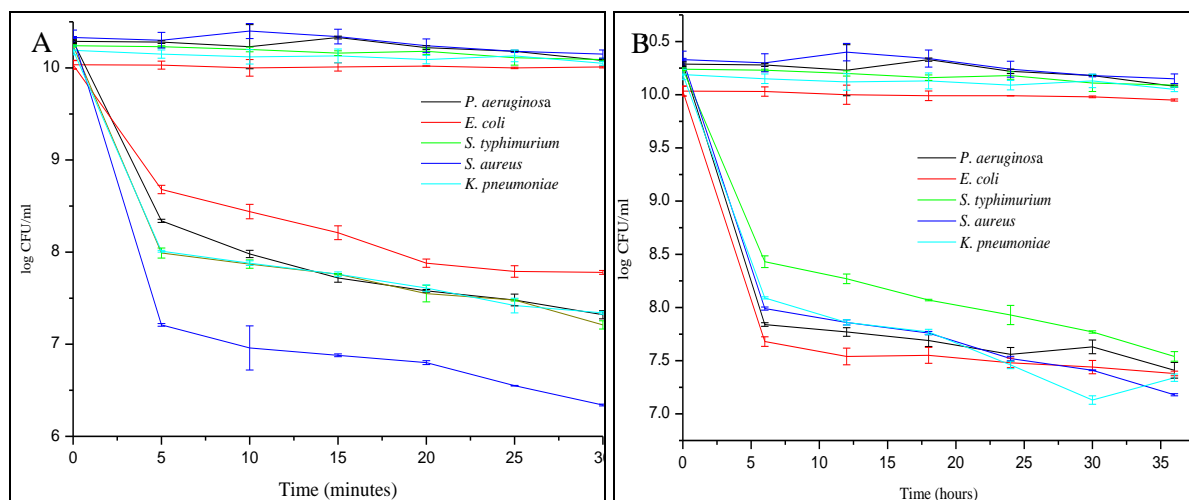 A
10
9
8
7
6
log CFU/ml
P. aeruginosa
E. coli
S. typhimurium
S. aureus
K. pneumoniae
0 5 10 15 20 25 30
Time (minutes)
B
10.5
10.0
9.5
9.0
8.5
8.0
7.5
7.0
log CFU/ml
P. aeruginosa
E. coli
S. typhimurium
S. aureus
K. pneumoniae
0 5 10 15 20 25 30 35
Time (hours)